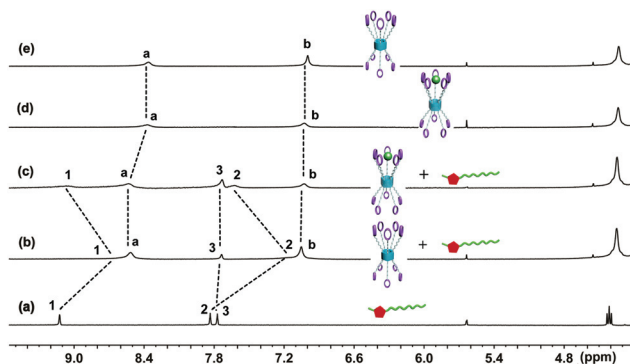 (e) a b
(d) a b
(c) 1 a 3 2 b +
(b) 1 a 3 2 b +
(a) 1 2 3
9.0 8.4 7.8 7.2 6.6 6.0 5.4 4.8 (ppm)